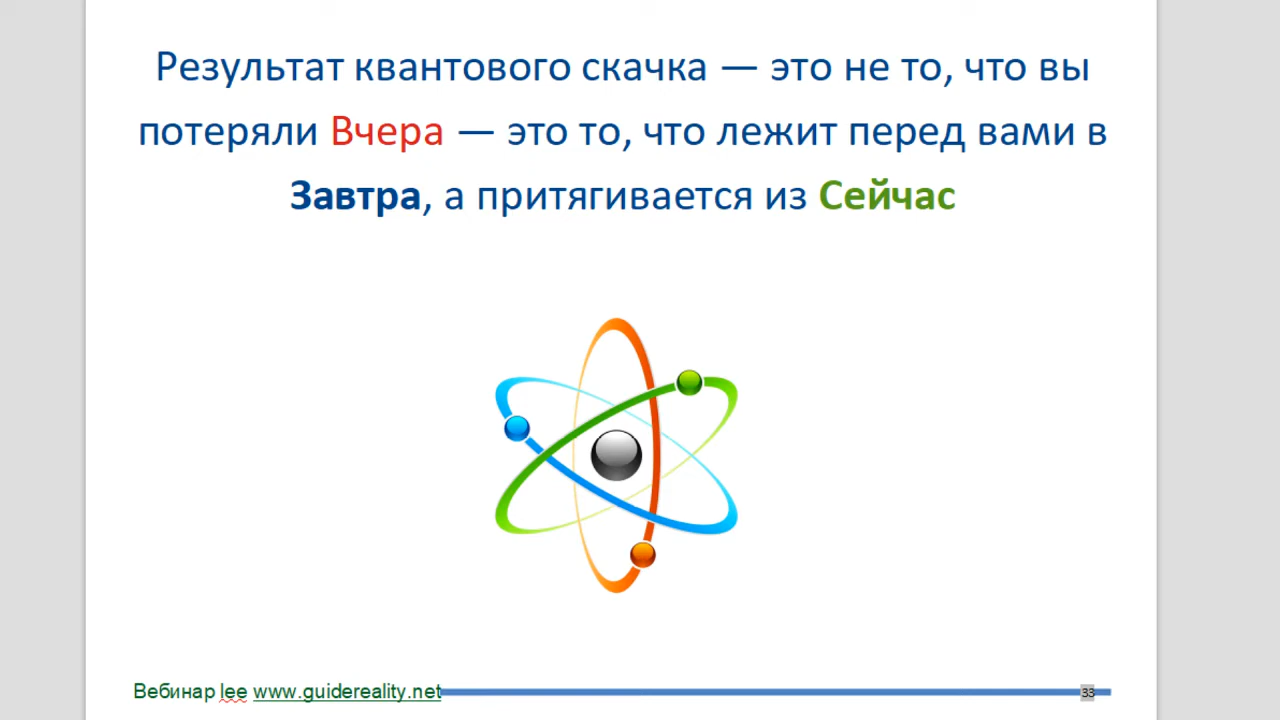 Результат квантового скачка — это не то, что вы
потеряли Вчера — это то, что лежит перед вами в
Завтра, а притягивается из Сейчас
Вебинар lee www.guidereality.net
33